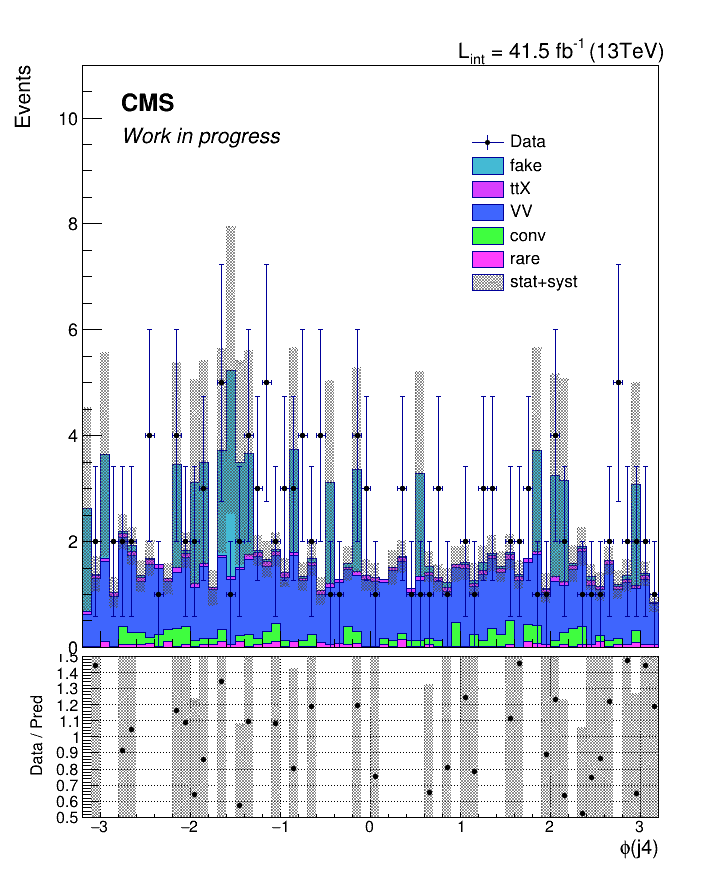 L_int = 41.5 fb⁻¹ (13TeV)
Events
CMS
Work in progress
Data
fake
ttX
VV
conv
rare
stat+syst
10
8
6
4
2
0
Data / Pred
1.5
1.4
1.3
1.2
1.1
1
0.9
0.8
0.7
0.6
0.5
−3 −2 −1 0 1 2 3
ϕ(j4)